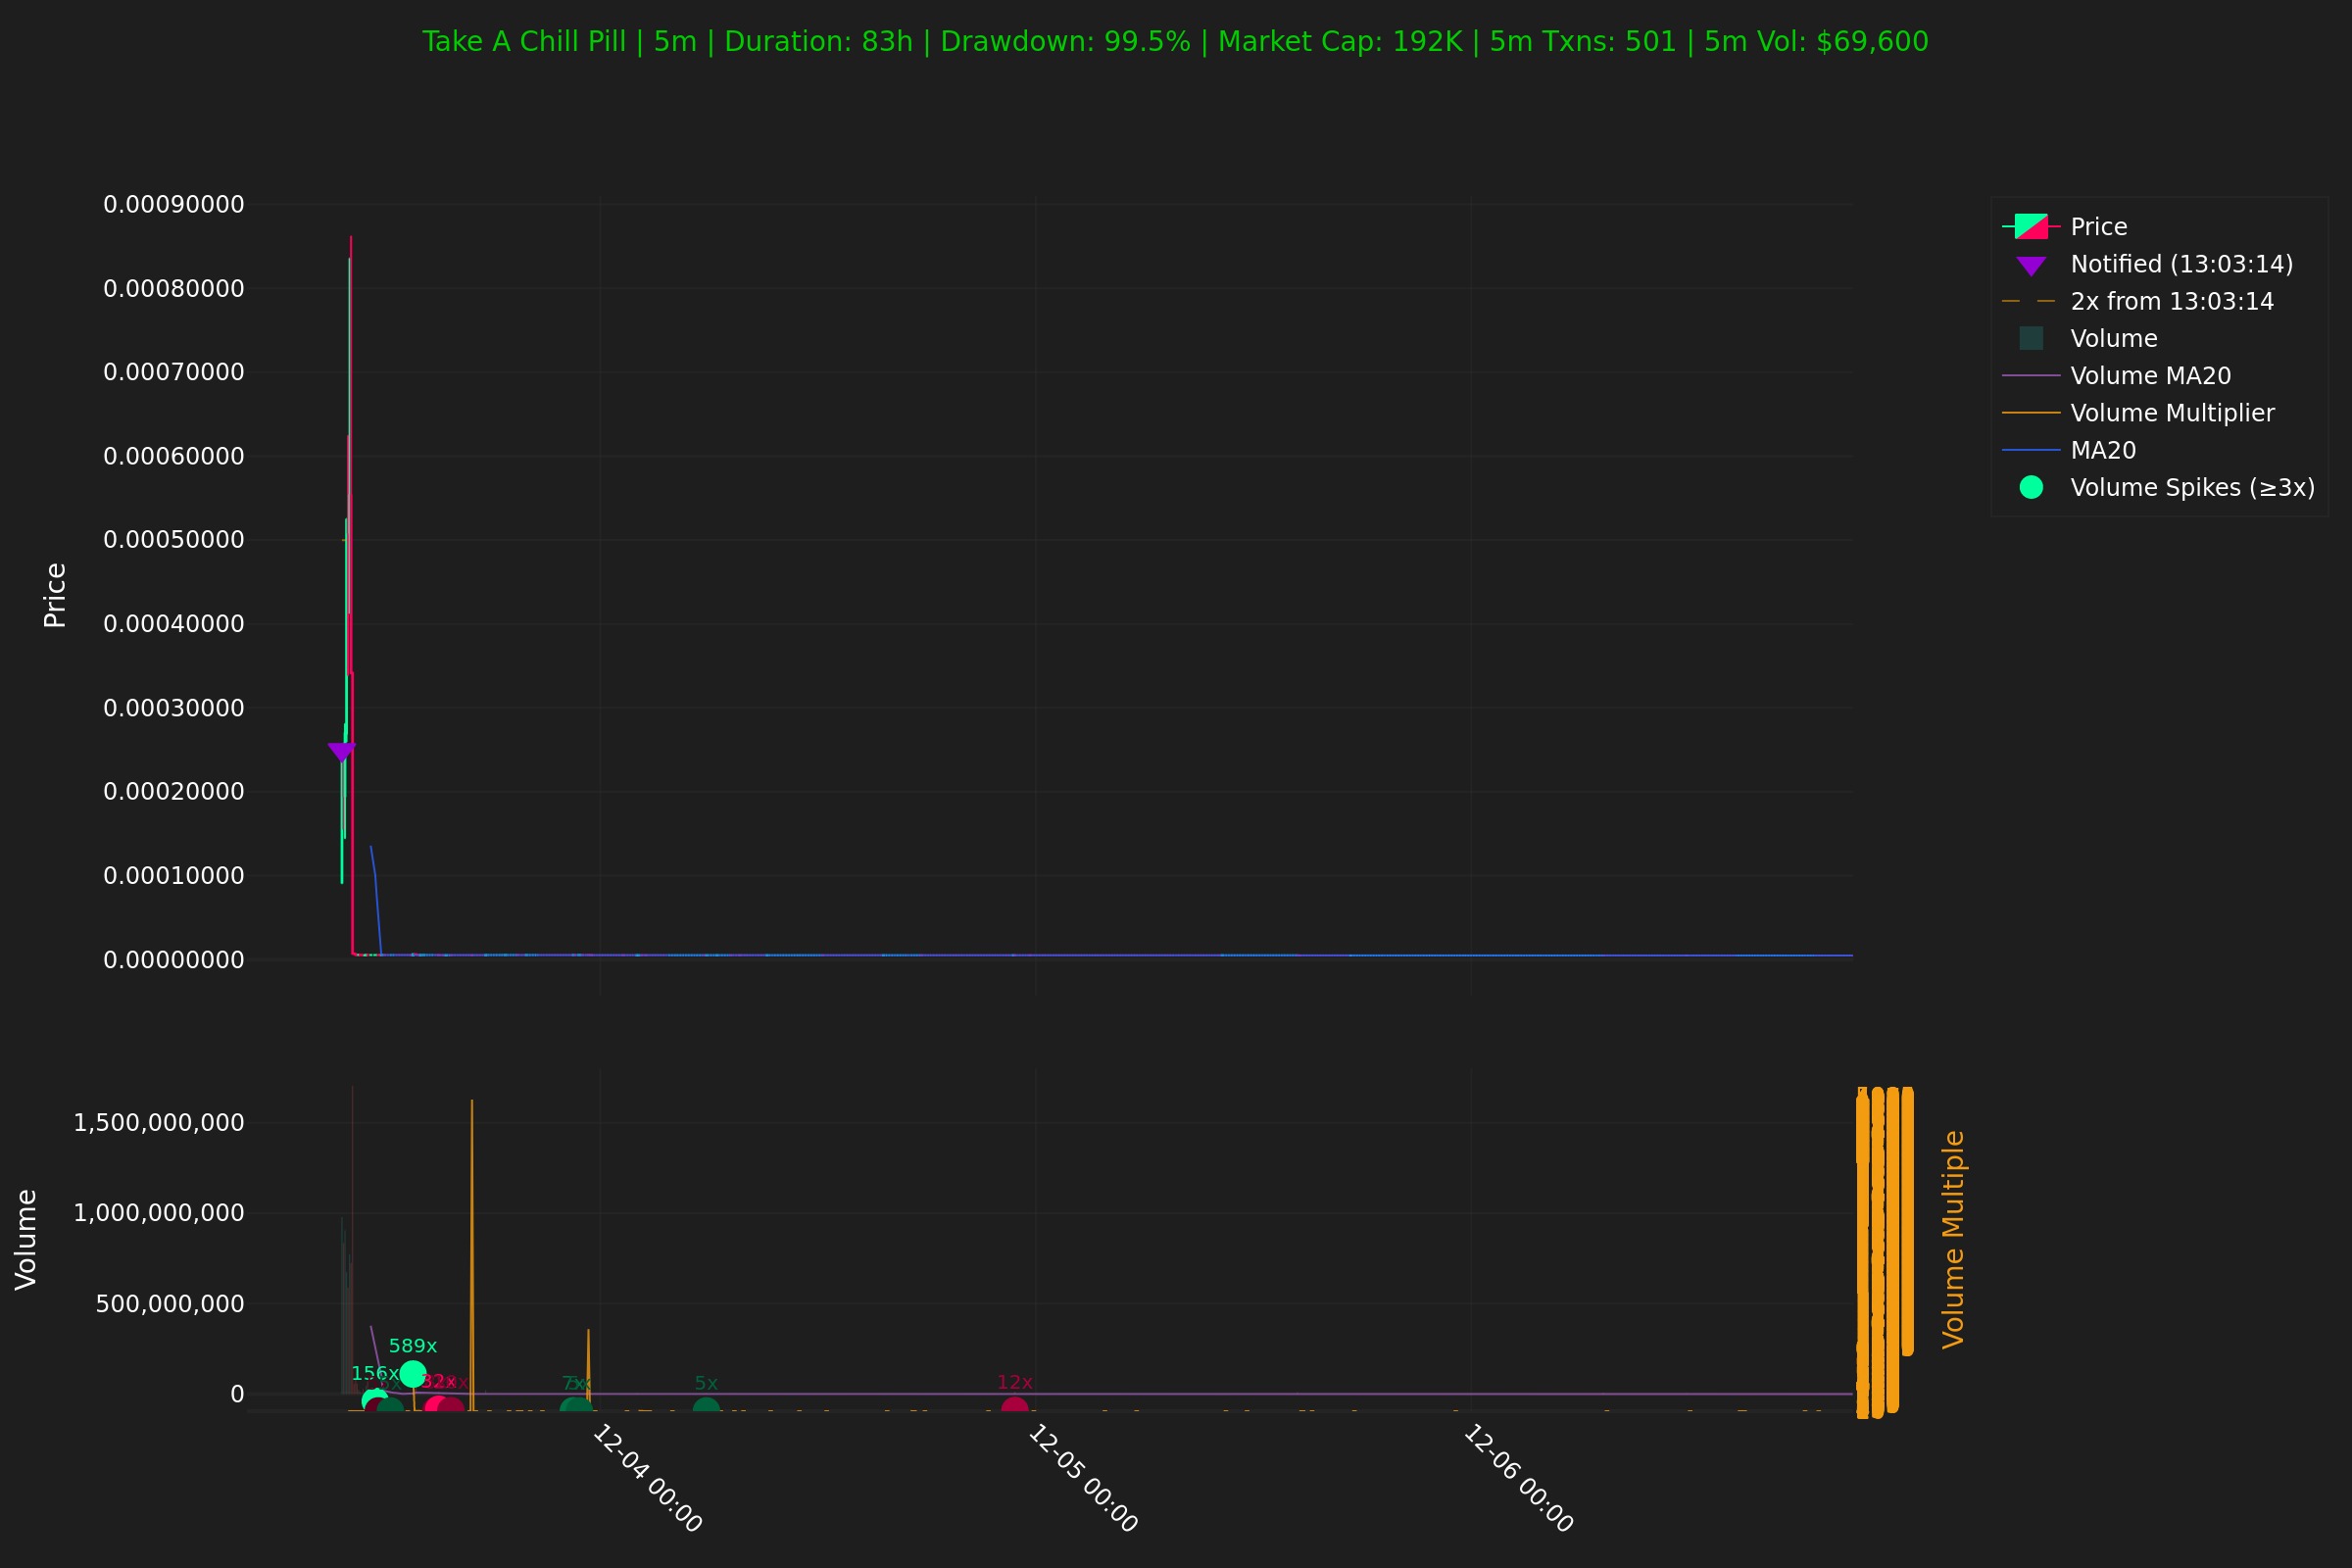 Take A Chill Pill | 5m | Duration: 83h | Drawdown: 99.5% | Market Cap: 192K | 5m Txns: 501 | 5m Vol: $69,600
Price
0.00090000
0.00080000
0.00070000
0.00060000
0.00050000
0.00040000
0.00030000
0.00020000
0.00010000
0.00000000
Price
Notified (13:03:14)
2x from 13:03:14
Volume
Volume MA20
Volume Multiplier
MA20
Volume Spikes (≥3x)
Volume
1,500,000,000
1,000,000,000
500,000,000
0
589x
156x
32x
7x
5x
12x
Volume Multiple
12-04 00:00
12-05 00:00
12-06 00:00